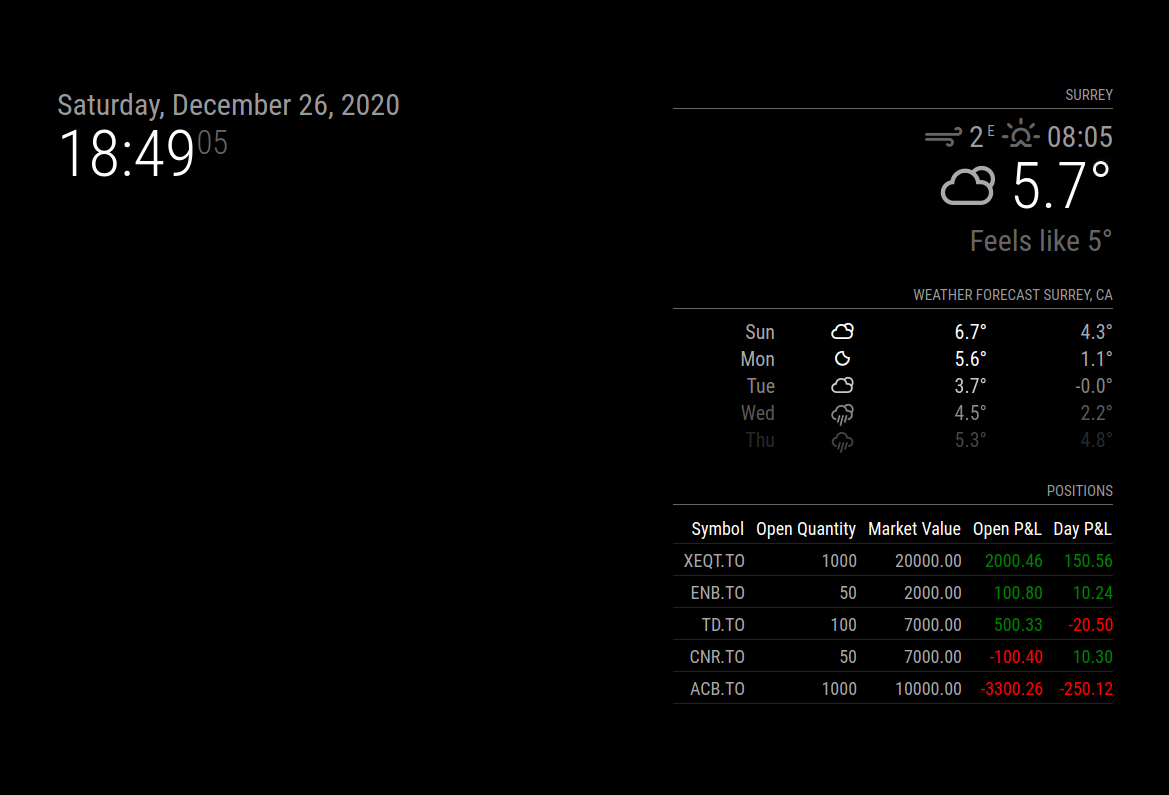 Saturday, December 26, 2020
18:49 05
SURREY
2 E 08:05
5.7°
Feels like 5°
WEATHER FORECAST SURREY, CA
Sun 6.7° 4.3°
Mon 5.6° 1.1°
Tue 3.7° -0.0°
Wed 4.5° 2.2°
Thu 5.3° 4.8°
POSITIONS
Symbol Open Quantity Market Value Open P&L Day P&L
XEQT.TO 1000 20000.00 2000.46 150.56
ENB.TO 50 2000.00 100.80 10.24
TD.TO 100 7000.00 500.33 -20.50
CNR.TO 50 7000.00 -100.40 10.30
ACB.TO 1000 10000.00 -3300.26 -250.12